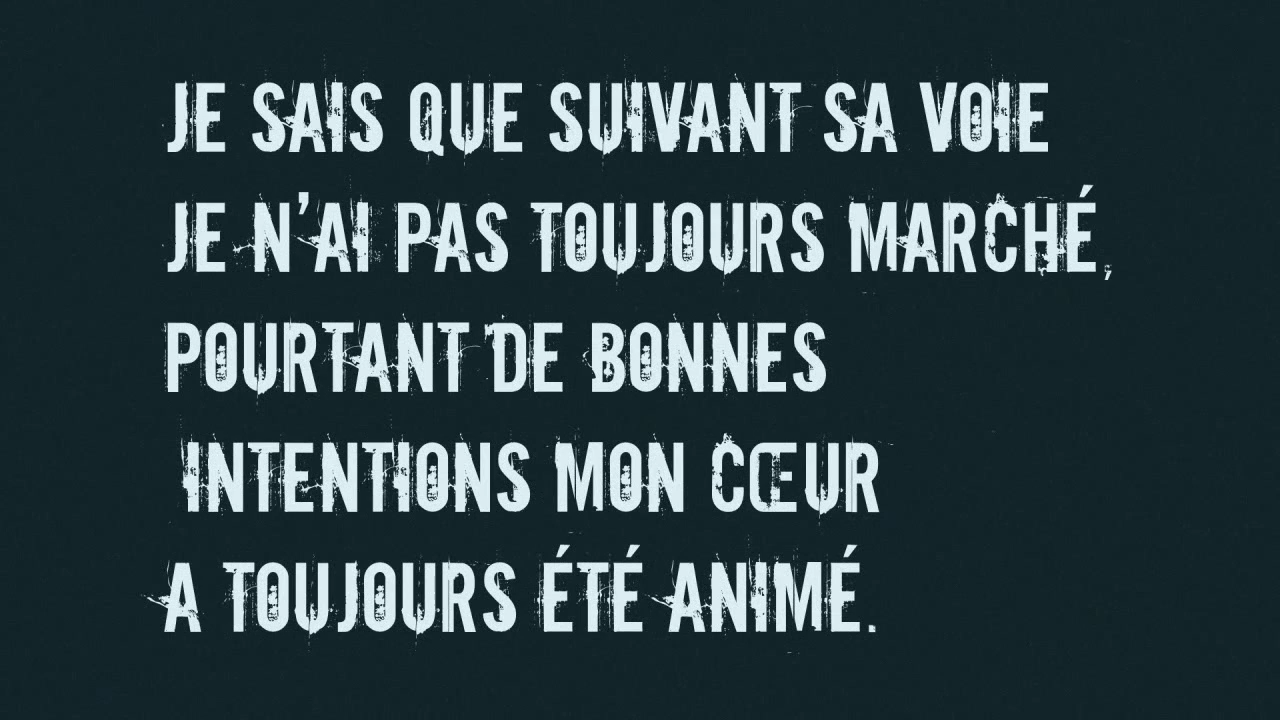 JE SAIS QUE SUIVANT SA VOIE
JE N'AI PAS TOUJOURS MARCHÉ,
POURTANT DE BONNES
INTENTIONS MON CŒUR
A TOUJOURS ÉTÉ ANIMÉ.